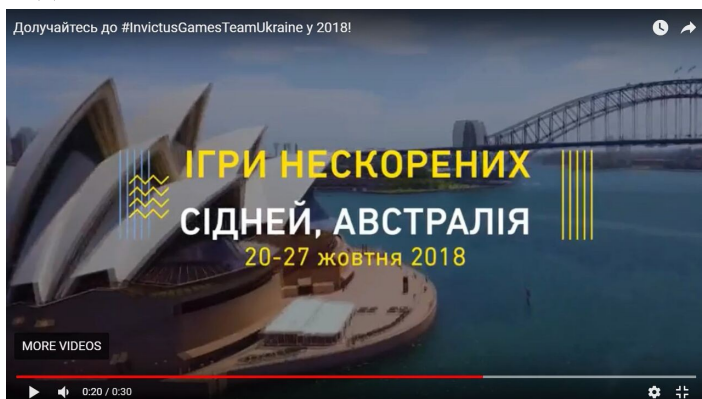 Долучайтесь до #InvictusGamesTeamUkraine у 2018!
ІГРИ НЕСКОРЕНИХ
СІДНЕЙ, АВСТРАЛІЯ
20-27 жовтня 2018
MORE VIDEOS
0:20 / 0:30